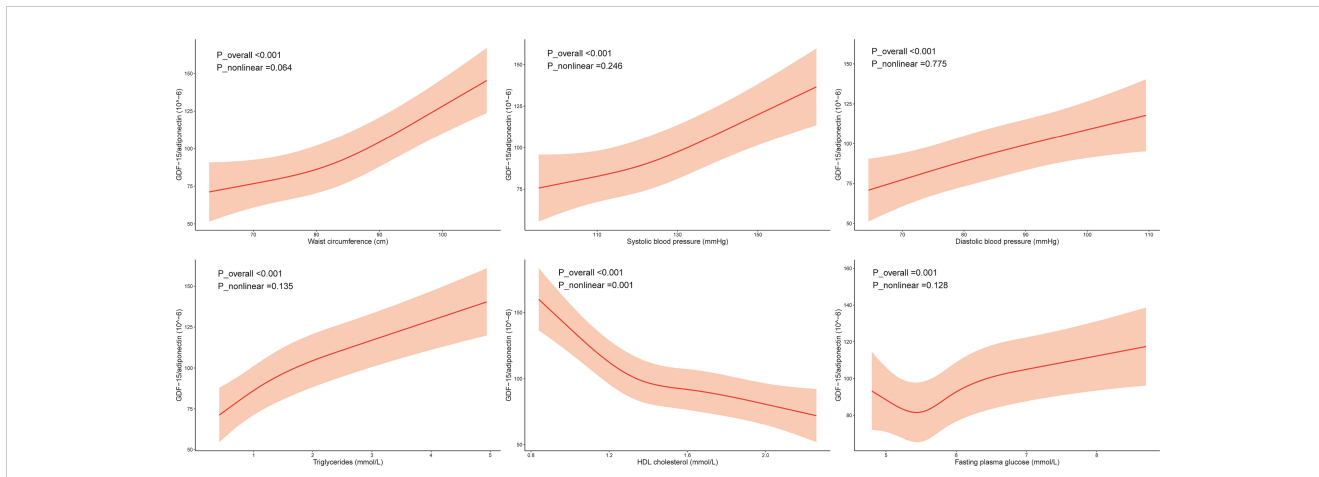 P_overall <0.001
P_nonlinear =0.064
GDF−15/adiponectin (10^−6)
150
125
100
75
50
70
80
90
100
Waist circumference (cm)
P_overall <0.001
P_nonlinear =0.246
GDF−15/adiponectin (10^−6)
150
125
100
75
110
130
150
Systolic blood pressure (mmHg)
P_overall <0.001
P_nonlinear =0.775
GDF−15/adiponectin (10^−6)
150
125
100
75
50
70
80
90
100
110
Diastolic blood pressure (mmHg)
P_overall <0.001
P_nonlinear =0.135
GDF−15/adiponectin (10^−6)
150
125
100
75
50
1
2
3
4
5
Triglycerides (mmol/L)
P_overall <0.001
P_nonlinear =0.001
GDF−15/adiponectin (10^−6)
150
100
50
0.8
1.2
1.6
2.0
HDL cholesterol (mmol/L)
P_overall =0.001
P_nonlinear =0.128
GDF−15/adiponectin (10^−6)
160
140
120
100
80
5
6
7
8
Fasting plasma glucose (mmol/L)